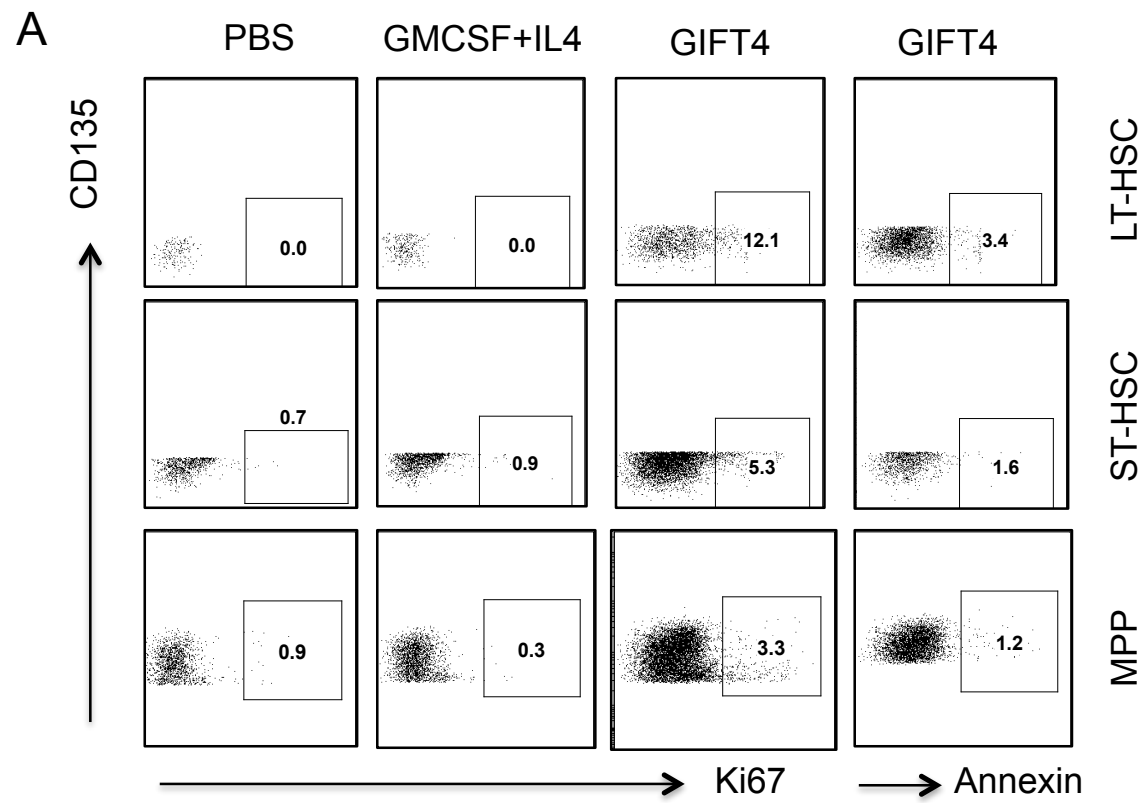 A
PBS GMCSF+IL4 GIFT4 GIFT4
CD135
0.0 0.0 12.1 3.4
LT-HSC
0.7 0.9 5.3 1.6
ST-HSC
0.9 0.3 3.3 1.2
MPP
Ki67 Annexin